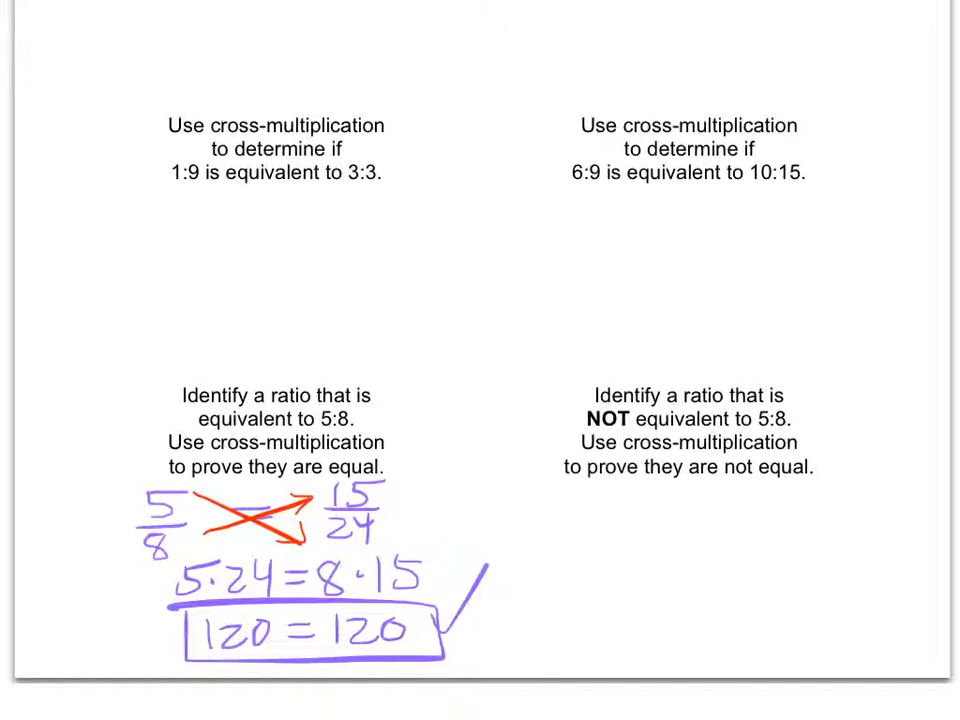 Use cross-multiplication
to determine if
1:9 is equivalent to 3:3.
Use cross-multiplication
to determine if
6:9 is equivalent to 10:15.
Identify a ratio that is
equivalent to 5:8.
Use cross-multiplication
to prove they are equal.
5/8 = 15/24
5·24=8·15
120=120
Identify a ratio that is
NOT equivalent to 5:8.
Use cross-multiplication
to prove they are not equal.